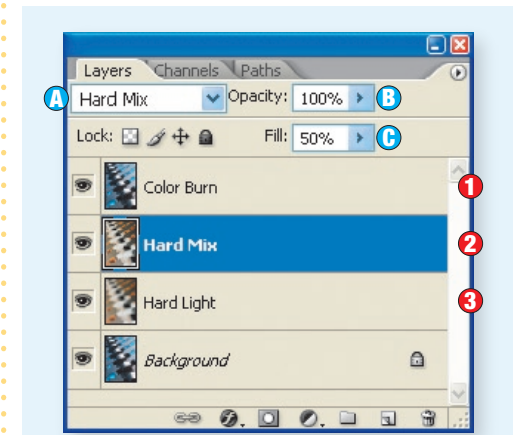 Layers Channels Paths
A Hard Mix Opacity: 100% B
Lock: Fill: 50% C
Color Burn 1
Hard Mix 2
Hard Light 3
Background